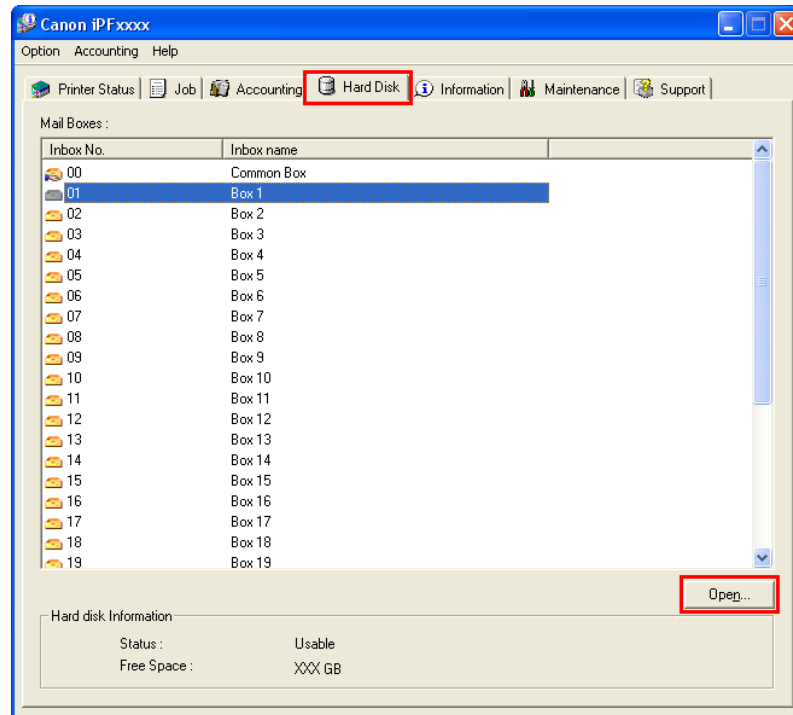 Canon iPFxxxx
Option Accounting Help
Printer Status Job Accounting Hard Disk Information Maintenance Support
Mail Boxes :
Inbox No. Inbox name
00 Common Box
01 Box 1
02 Box 2
03 Box 3
04 Box 4
05 Box 5
06 Box 6
07 Box 7
08 Box 8
09 Box 9
10 Box 10
11 Box 11
12 Box 12
13 Box 13
14 Box 14
15 Box 15
16 Box 16
17 Box 17
18 Box 18
19 Box 19
Open...
Hard disk Information
Status : Usable
Free Space : XXX GB